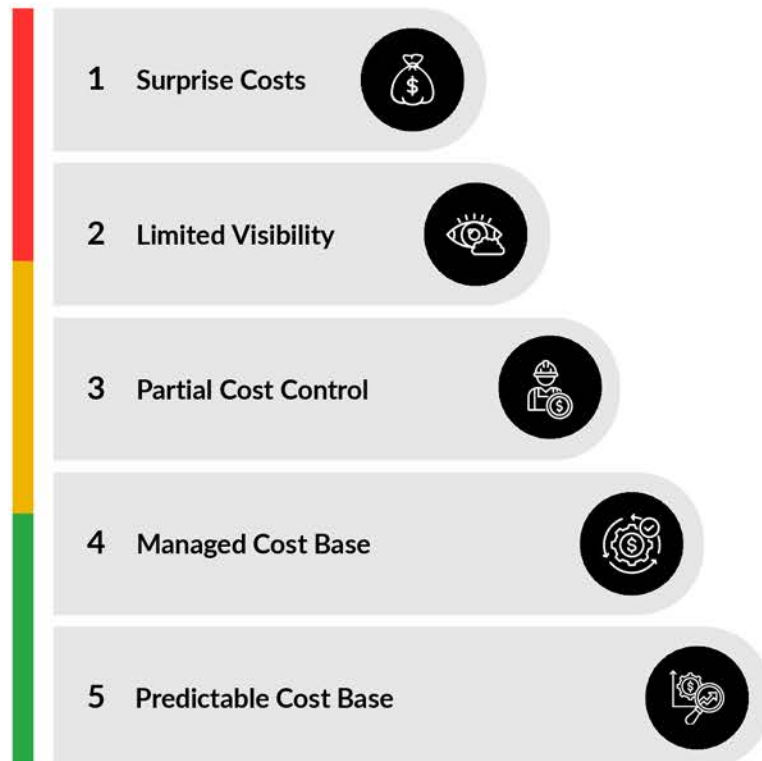 1 Surprise Costs
2 Limited Visibility
3 Partial Cost Control
4 Managed Cost Base
5 Predictable Cost Base